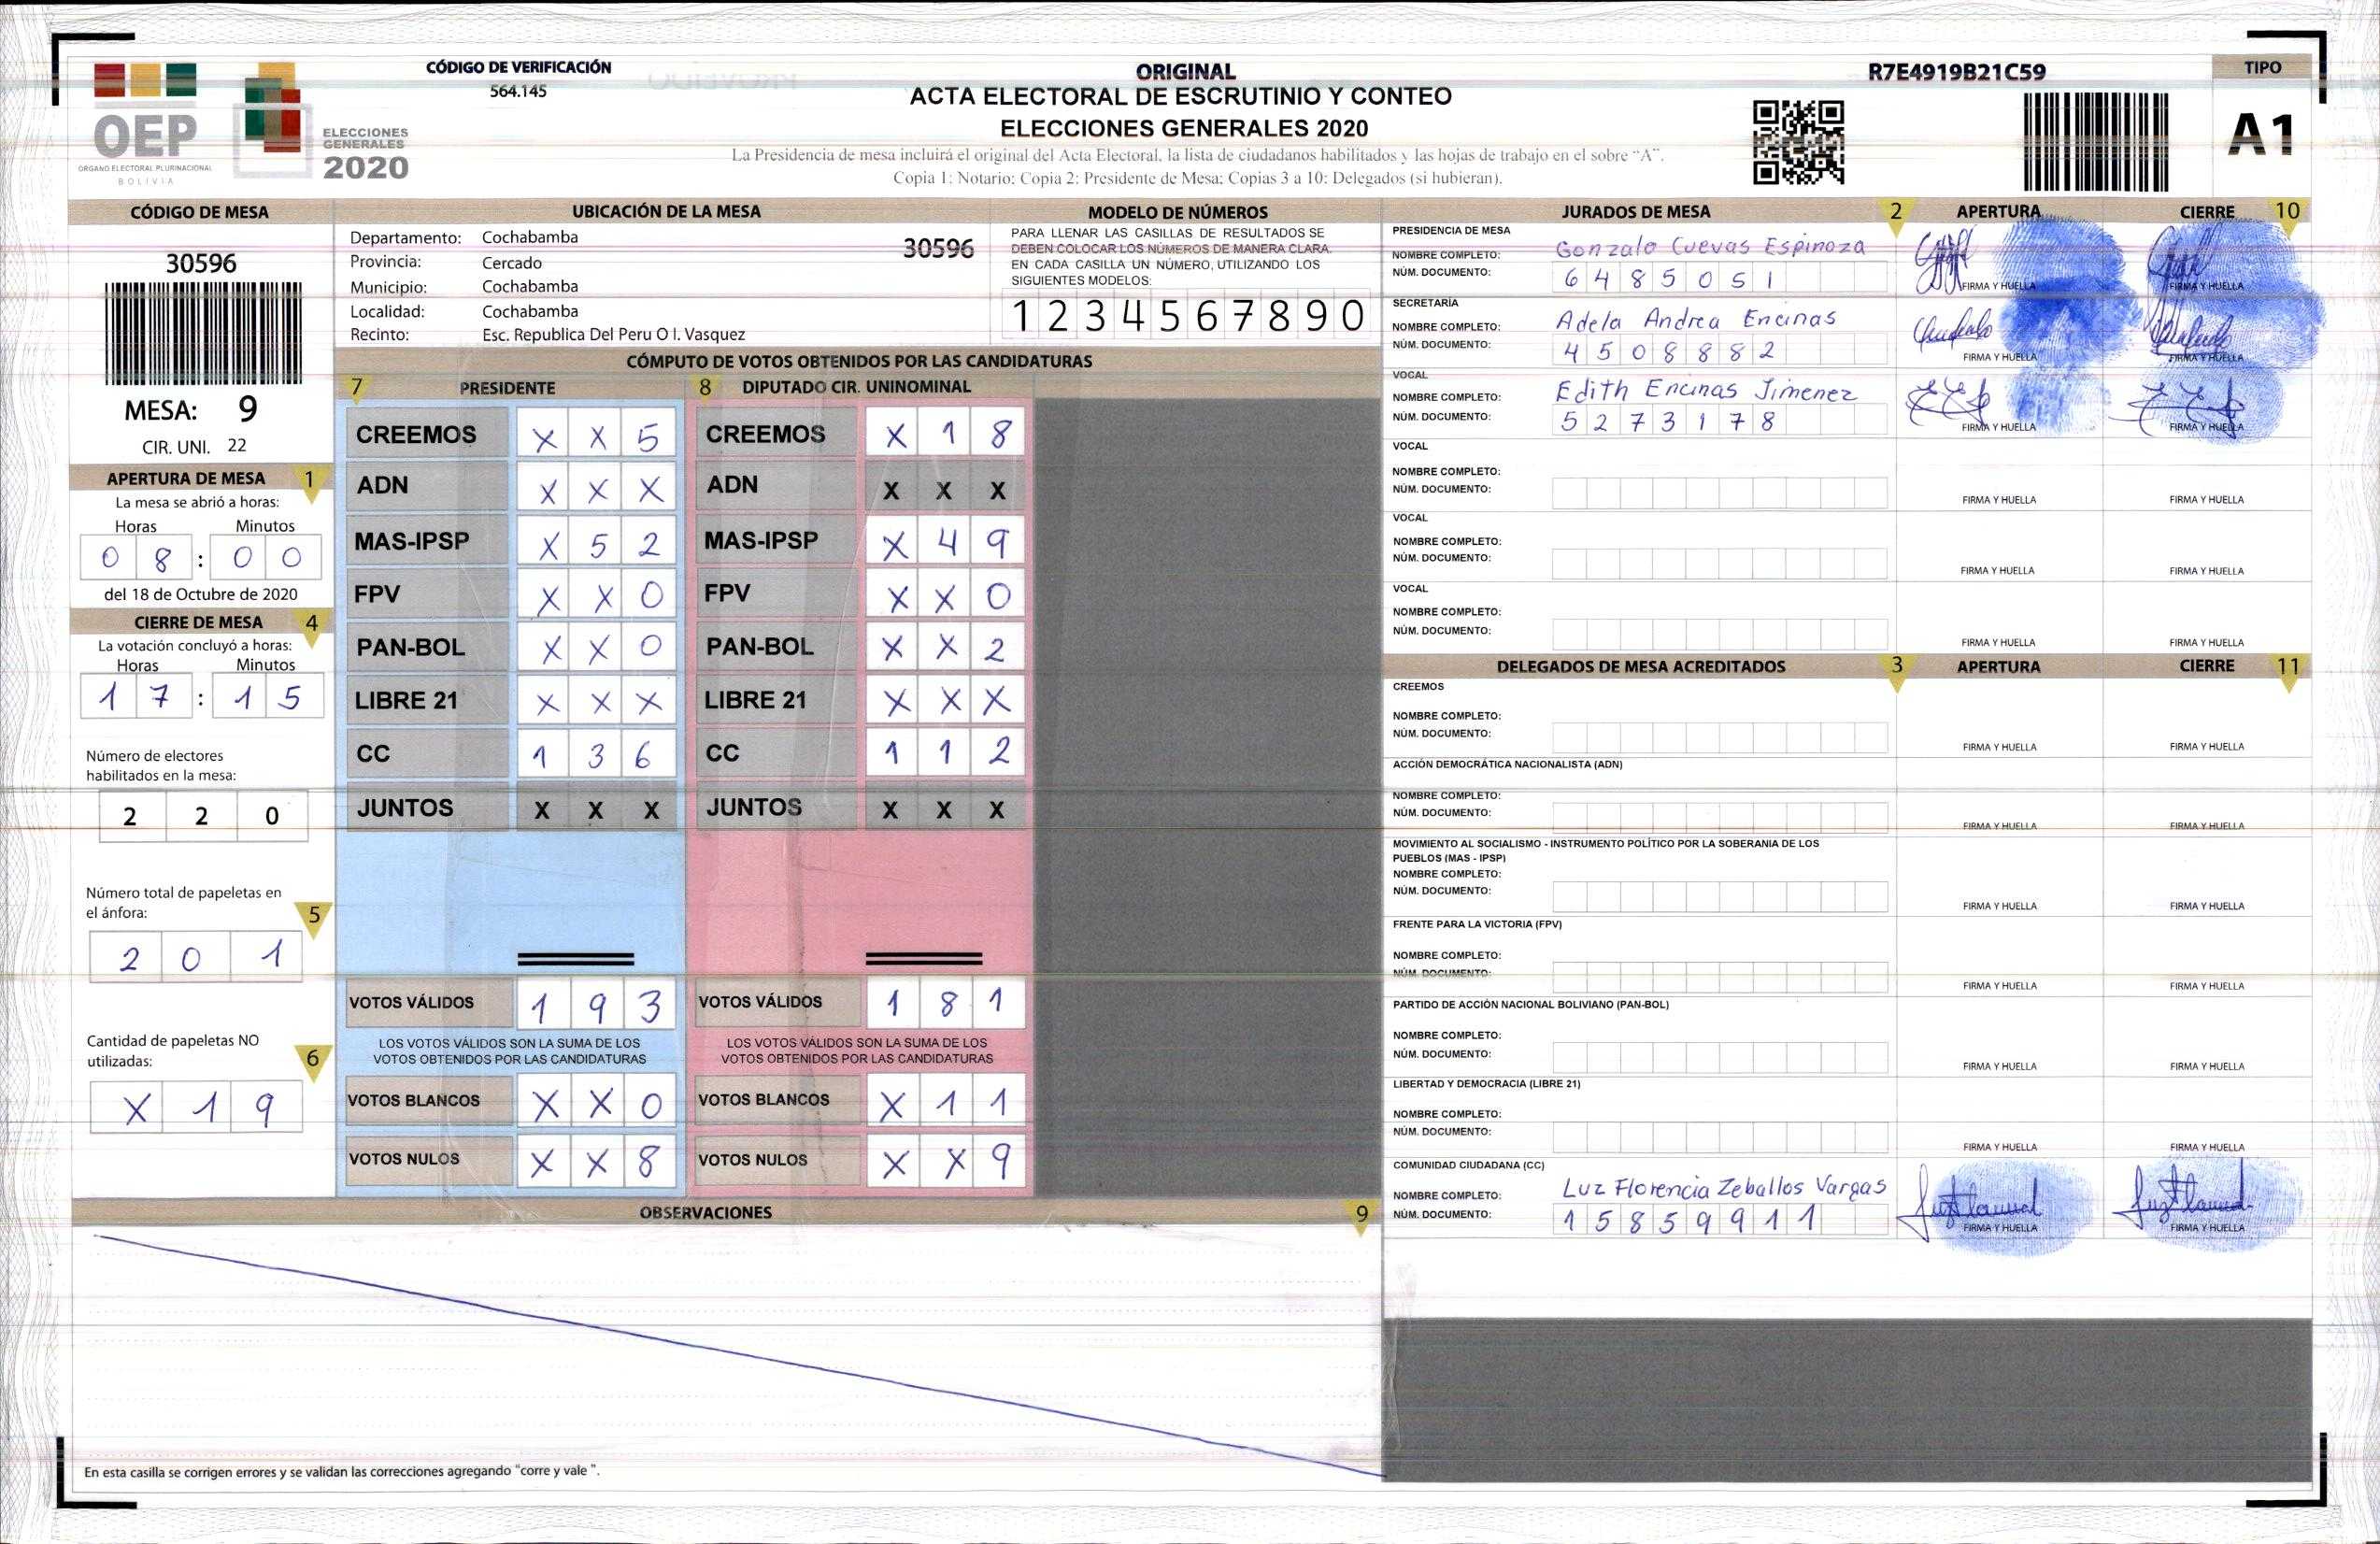 CÓDIGO DE VERIFICACIÓN
564.145
ORIGINAL
ACTA ELECTORAL DE ESCRUTINIO Y CONTEO
ELECCIONES GENERALES 2020
La Presidencia de mesa incluirá el original del Acta Electoral, la lista de ciudadanos habilitados y las hojas de trabajo en el sobre "A".
Copia 1: Notario; Copia 2: Presidente de Mesa; Copias 3 a 10: Delegados (si hubieran).
R7E4919B21C59
TIPO
A1
OEP
ORGANO ELECTORAL PLURINACIONAL
BOLIVIA
ELECCIONES
GENERALES
2020
CÓDIGO DE MESA
30596
MESA: 9
CIR. UNI. 22
APERTURA DE MESA 1
La mesa se abrió a horas:
Horas Minutos
0 8 : 0 0
del 18 de Octubre de 2020
CIERRE DE MESA 4
La votación concluyó a horas:
Horas Minutos
1 7 : 1 5
Número de electores
habilitados en la mesa:
2 2 0
Número total de papeletas en
el ánfora: 5
2 0 1
Cantidad de papeletas NO
utilizadas: 6
X 1 9
UBICACIÓN DE LA MESA
Departamento: Cochabamba 30596
Provincia: Cercado
Municipio: Cochabamba
Localidad: Cochabamba
Recinto: Esc. Republica Del Peru O I. Vasquez
MODELO DE NÚMEROS
PARA LLENAR LAS CASILLAS DE RESULTADOS SE
DEBEN COLOCAR LOS NÚMEROS DE MANERA CLARA.
EN CADA CASILLA UN NÚMERO, UTILIZANDO LOS
SIGUIENTES MODELOS:
1 2 3 4 5 6 7 8 9 0
CÓMPUTO DE VOTOS OBTENIDOS POR LAS CANDIDATURAS
7 PRESIDENTE 8 DIPUTADO CIR. UNINOMINAL
CREEMOS X X 5 CREEMOS X 1 8
ADN X X X ADN X X X
MAS-IPSP X 5 2 MAS-IPSP X 4 9
FPV X X 0 FPV X X 0
PAN-BOL X X 0 PAN-BOL X X 2
LIBRE 21 X X X LIBRE 21 X X X
CC 1 3 6 CC 1 1 2
JUNTOS X X X JUNTOS X X X
VOTOS VÁLIDOS 1 9 3 VOTOS VÁLIDOS 1 8 1
LOS VOTOS VÁLIDOS SON LA SUMA DE LOS LOS VOTOS VÁLIDOS SON LA SUMA DE LOS
VOTOS OBTENIDOS POR LAS CANDIDATURAS VOTOS OBTENIDOS POR LAS CANDIDATURAS
VOTOS BLANCOS X X 0 VOTOS BLANCOS X 1 1
VOTOS NULOS X X 8 VOTOS NULOS X X 9
OBSERVACIONES 9
En esta casilla se corrigen errores y se validan las correcciones agregando "corre y vale ".
JURADOS DE MESA 2 APERTURA CIERRE 10
PRESIDENCIA DE MESA
NOMBRE COMPLETO: Gonzalo Cuevas Espinoza
NÚM. DOCUMENTO: 6 4 8 5 0 5 1
FIRMA Y HUELLA FIRMA Y HUELLA
SECRETARÍA
NOMBRE COMPLETO: Adela Andrea Encinas
NÚM. DOCUMENTO: 4 5 0 8 8 8 2
FIRMA Y HUELLA FIRMA Y HUELLA
VOCAL
NOMBRE COMPLETO: Edith Encinas Jimenez
NÚM. DOCUMENTO: 5 2 7 3 1 7 8
FIRMA Y HUELLA FIRMA Y HUELLA
VOCAL
NOMBRE COMPLETO:
NÚM. DOCUMENTO:
FIRMA Y HUELLA FIRMA Y HUELLA
VOCAL
NOMBRE COMPLETO:
NÚM. DOCUMENTO:
FIRMA Y HUELLA FIRMA Y HUELLA
VOCAL
NOMBRE COMPLETO:
NÚM. DOCUMENTO:
FIRMA Y HUELLA FIRMA Y HUELLA
DELEGADOS DE MESA ACREDITADOS 3 APERTURA CIERRE 11
CREEMOS
NOMBRE COMPLETO:
NÚM. DOCUMENTO:
FIRMA Y HUELLA FIRMA Y HUELLA
ACCIÓN DEMOCRÁTICA NACIONALISTA (ADN)
NOMBRE COMPLETO:
NÚM. DOCUMENTO:
FIRMA Y HUELLA FIRMA Y HUELLA
MOVIMIENTO AL SOCIALISMO - INSTRUMENTO POLÍTICO POR LA SOBERANIA DE LOS
PUEBLOS (MAS - IPSP)
NOMBRE COMPLETO:
NÚM. DOCUMENTO:
FIRMA Y HUELLA FIRMA Y HUELLA
FRENTE PARA LA VICTORIA (FPV)
NOMBRE COMPLETO:
NÚM. DOCUMENTO:
FIRMA Y HUELLA FIRMA Y HUELLA
PARTIDO DE ACCIÓN NACIONAL BOLIVIANO (PAN-BOL)
NOMBRE COMPLETO:
NÚM. DOCUMENTO:
FIRMA Y HUELLA FIRMA Y HUELLA
LIBERTAD Y DEMOCRACIA (LIBRE 21)
NOMBRE COMPLETO:
NÚM. DOCUMENTO:
FIRMA Y HUELLA FIRMA Y HUELLA
COMUNIDAD CIUDADANA (CC)
NOMBRE COMPLETO: Luz Florencia Zeballos Vargas
NÚM. DOCUMENTO: 1 5 8 5 9 9 1 1
FIRMA Y HUELLA FIRMA Y HUELLA